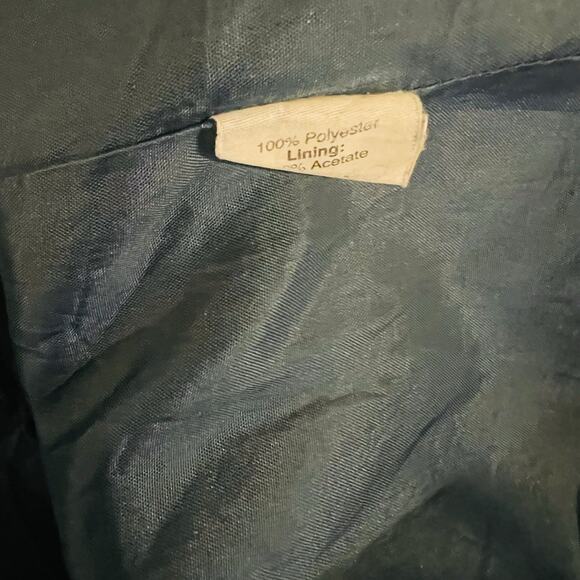 100% Polyester
Lining:
% Acetate